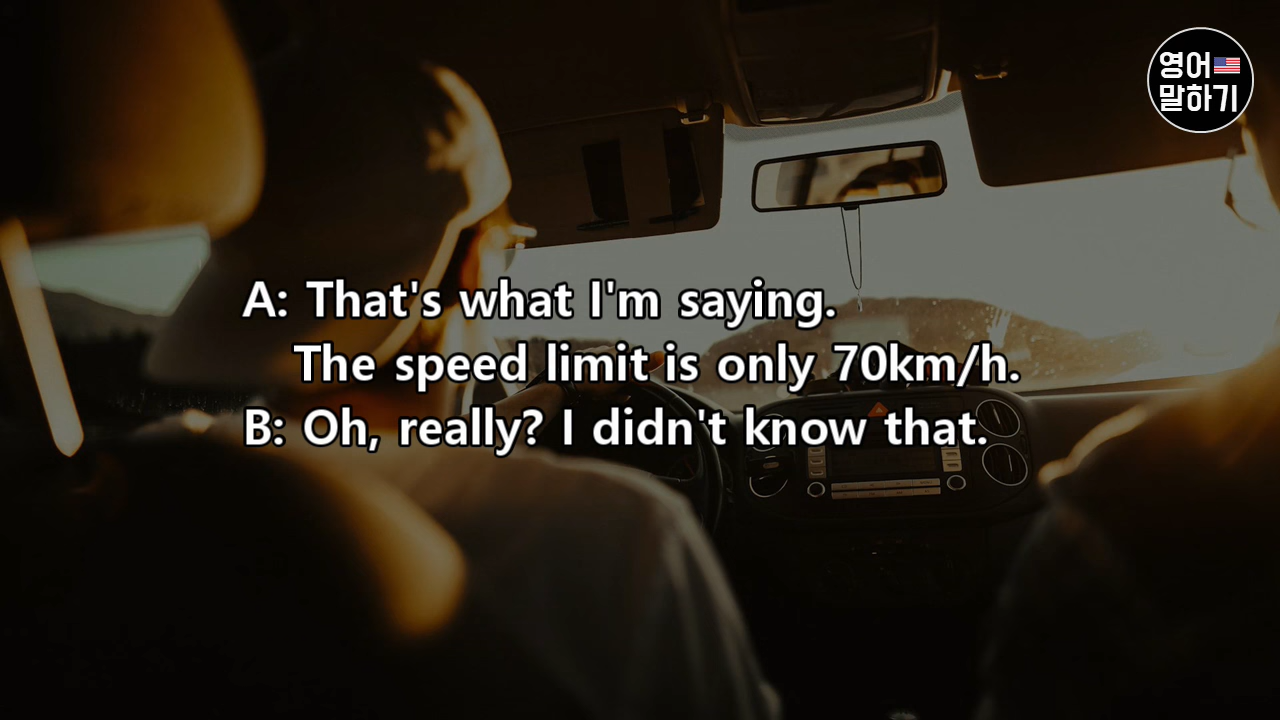 영어
말하기
A: That's what I'm saying.
The speed limit is only 70km/h.
B: Oh, really? I didn't know that.